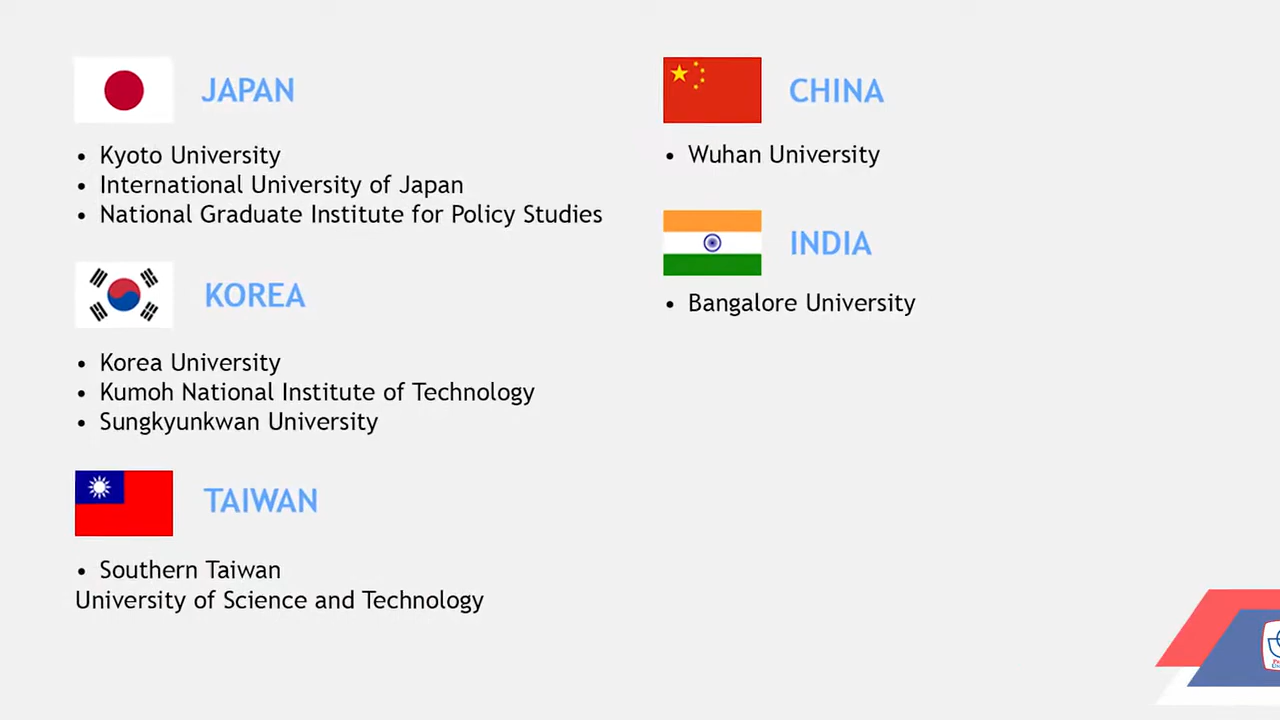 JAPAN
• Kyoto University
• International University of Japan
• National Graduate Institute for Policy Studies
KOREA
• Korea University
• Kumoh National Institute of Technology
• Sungkyunkwan University
TAIWAN
• Southern Taiwan
University of Science and Technology
CHINA
• Wuhan University
INDIA
• Bangalore University